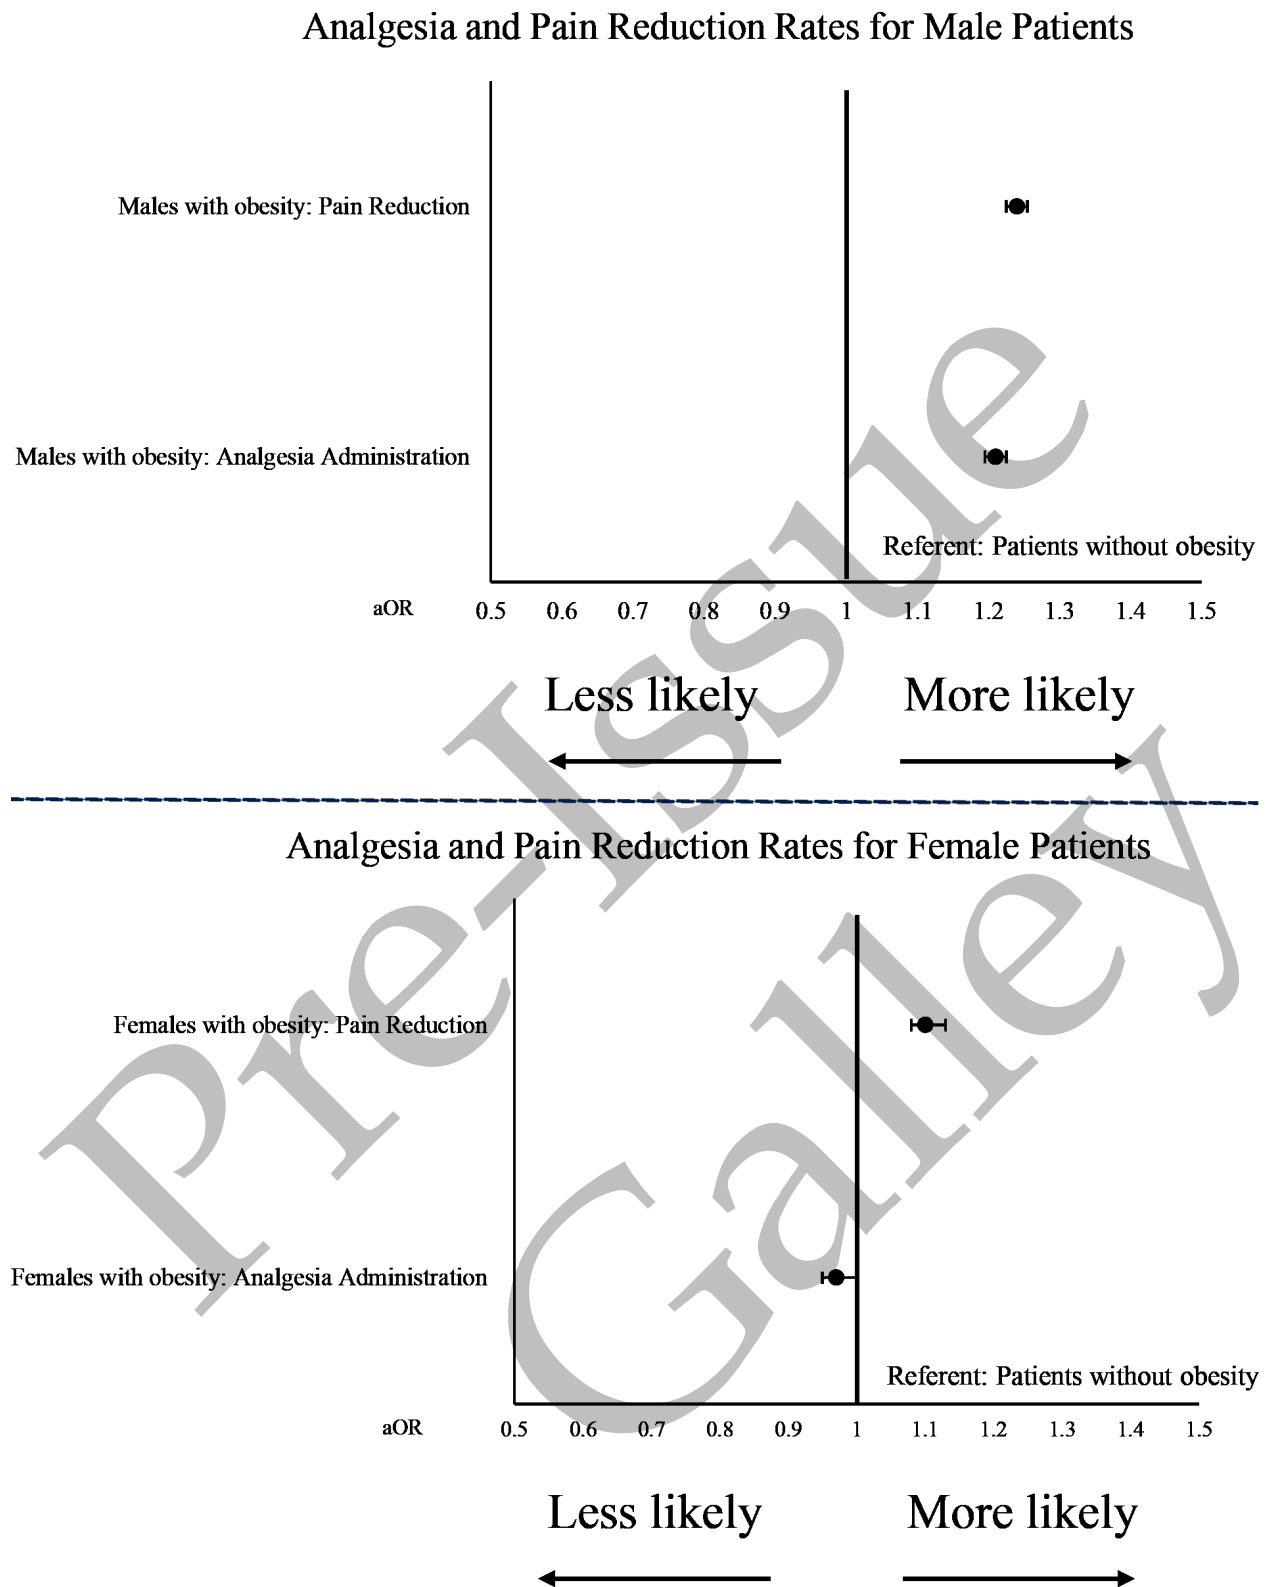 Analgesia and Pain Reduction Rates for Male Patients
Males with obesity: Pain Reduction
Males with obesity: Analgesia Administration
Referent: Patients without obesity
aOR 0.5 0.6 0.7 0.8 0.9 1 1.1 1.2 1.3 1.4 1.5
Less likely More likely
Analgesia and Pain Reduction Rates for Female Patients
Females with obesity: Pain Reduction
Females with obesity: Analgesia Administration
Referent: Patients without obesity
aOR 0.5 0.6 0.7 0.8 0.9 1 1.1 1.2 1.3 1.4 1.5
Less likely More likely
Pre-Issue
Galley